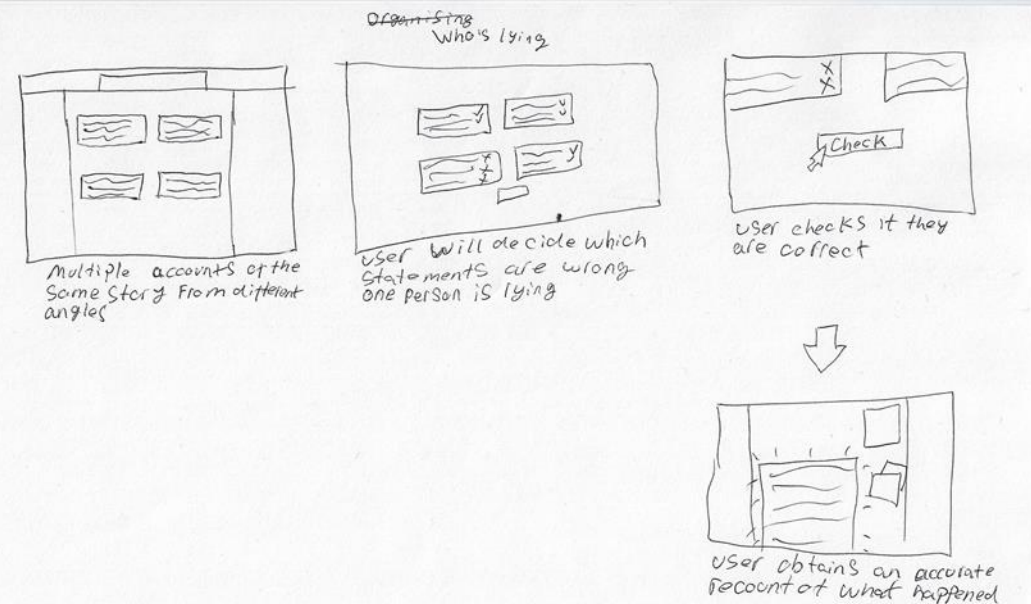 Organising
Who's lying
Multiple accounts of the
same story from different
angles
user will decide which
statements are wrong
one person is lying
Check
user checks if they
are correct
user obtains an accurate
recount of what happened